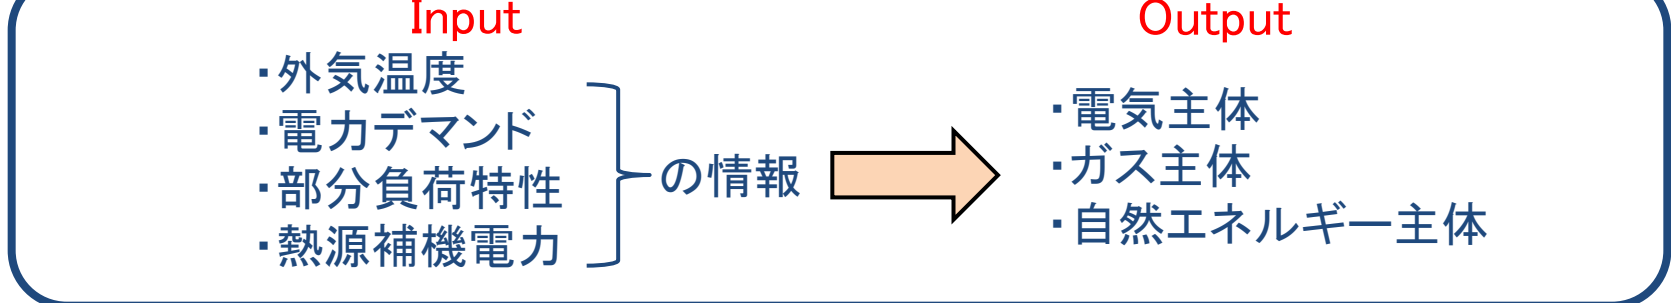 Input
・外気温度
・電力デマンド
・部分負荷特性
・熱源補機電力
の情報
Output
・電気主体
・ガス主体
・自然エネルギー主体